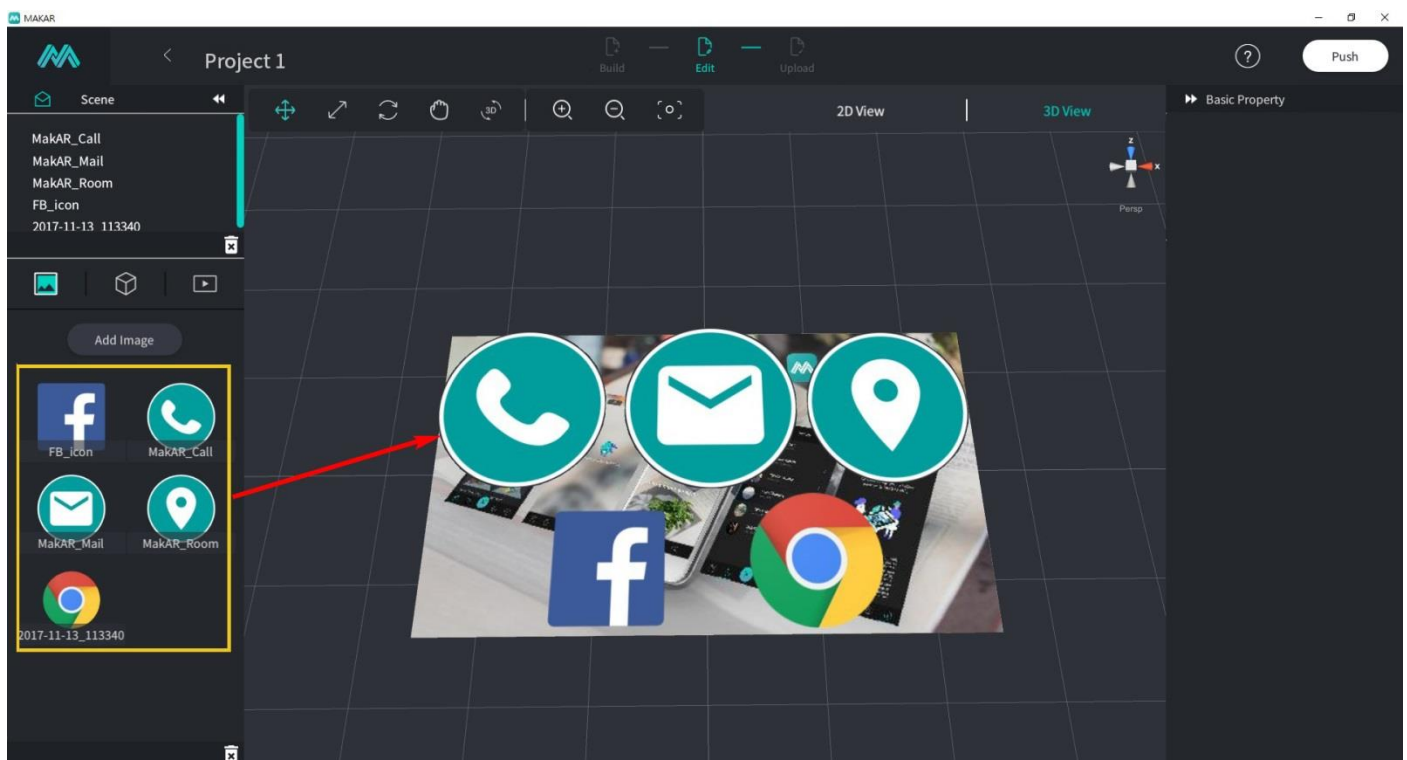 MAKAR
Project 1
Build
Edit
Upload
?
Push
Scene
3D
2D View
3D View
Basic Property
MakAR_Call
MakAR_Mail
MakAR_Room
FB_icon
2017-11-13_113340
z
x
Persp
Add Image
FB_icon
MakAR_Call
MakAR_Mail
MakAR_Room
2017-11-13_113340